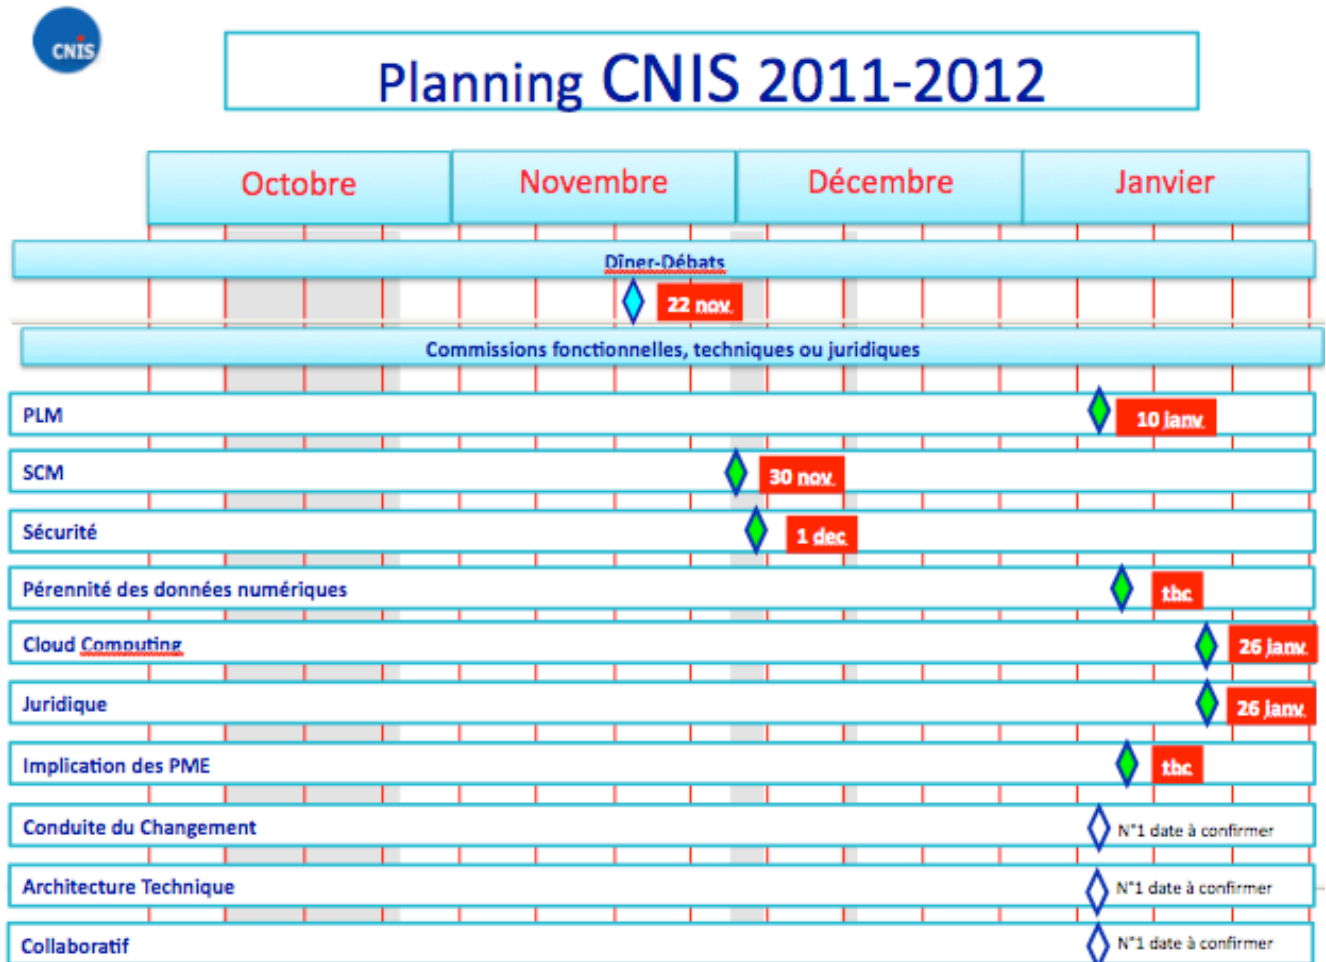 CNIS
Planning CNIS 2011-2012
Octobre Novembre Décembre Janvier
Dîner-Débats
22 nov.
Commissions fonctionnelles, techniques ou juridiques
PLM 10 janv.
SCM 30 nov.
Sécurité 1 dec
Pérennité des données numériques tbc
Cloud Computing 26 janv.
Juridique 26 janv.
Implication des PME tbc
Conduite du Changement N°1 date à confirmer
Architecture Technique N°1 date à confirmer
Collaboratif N°1 date à confirmer